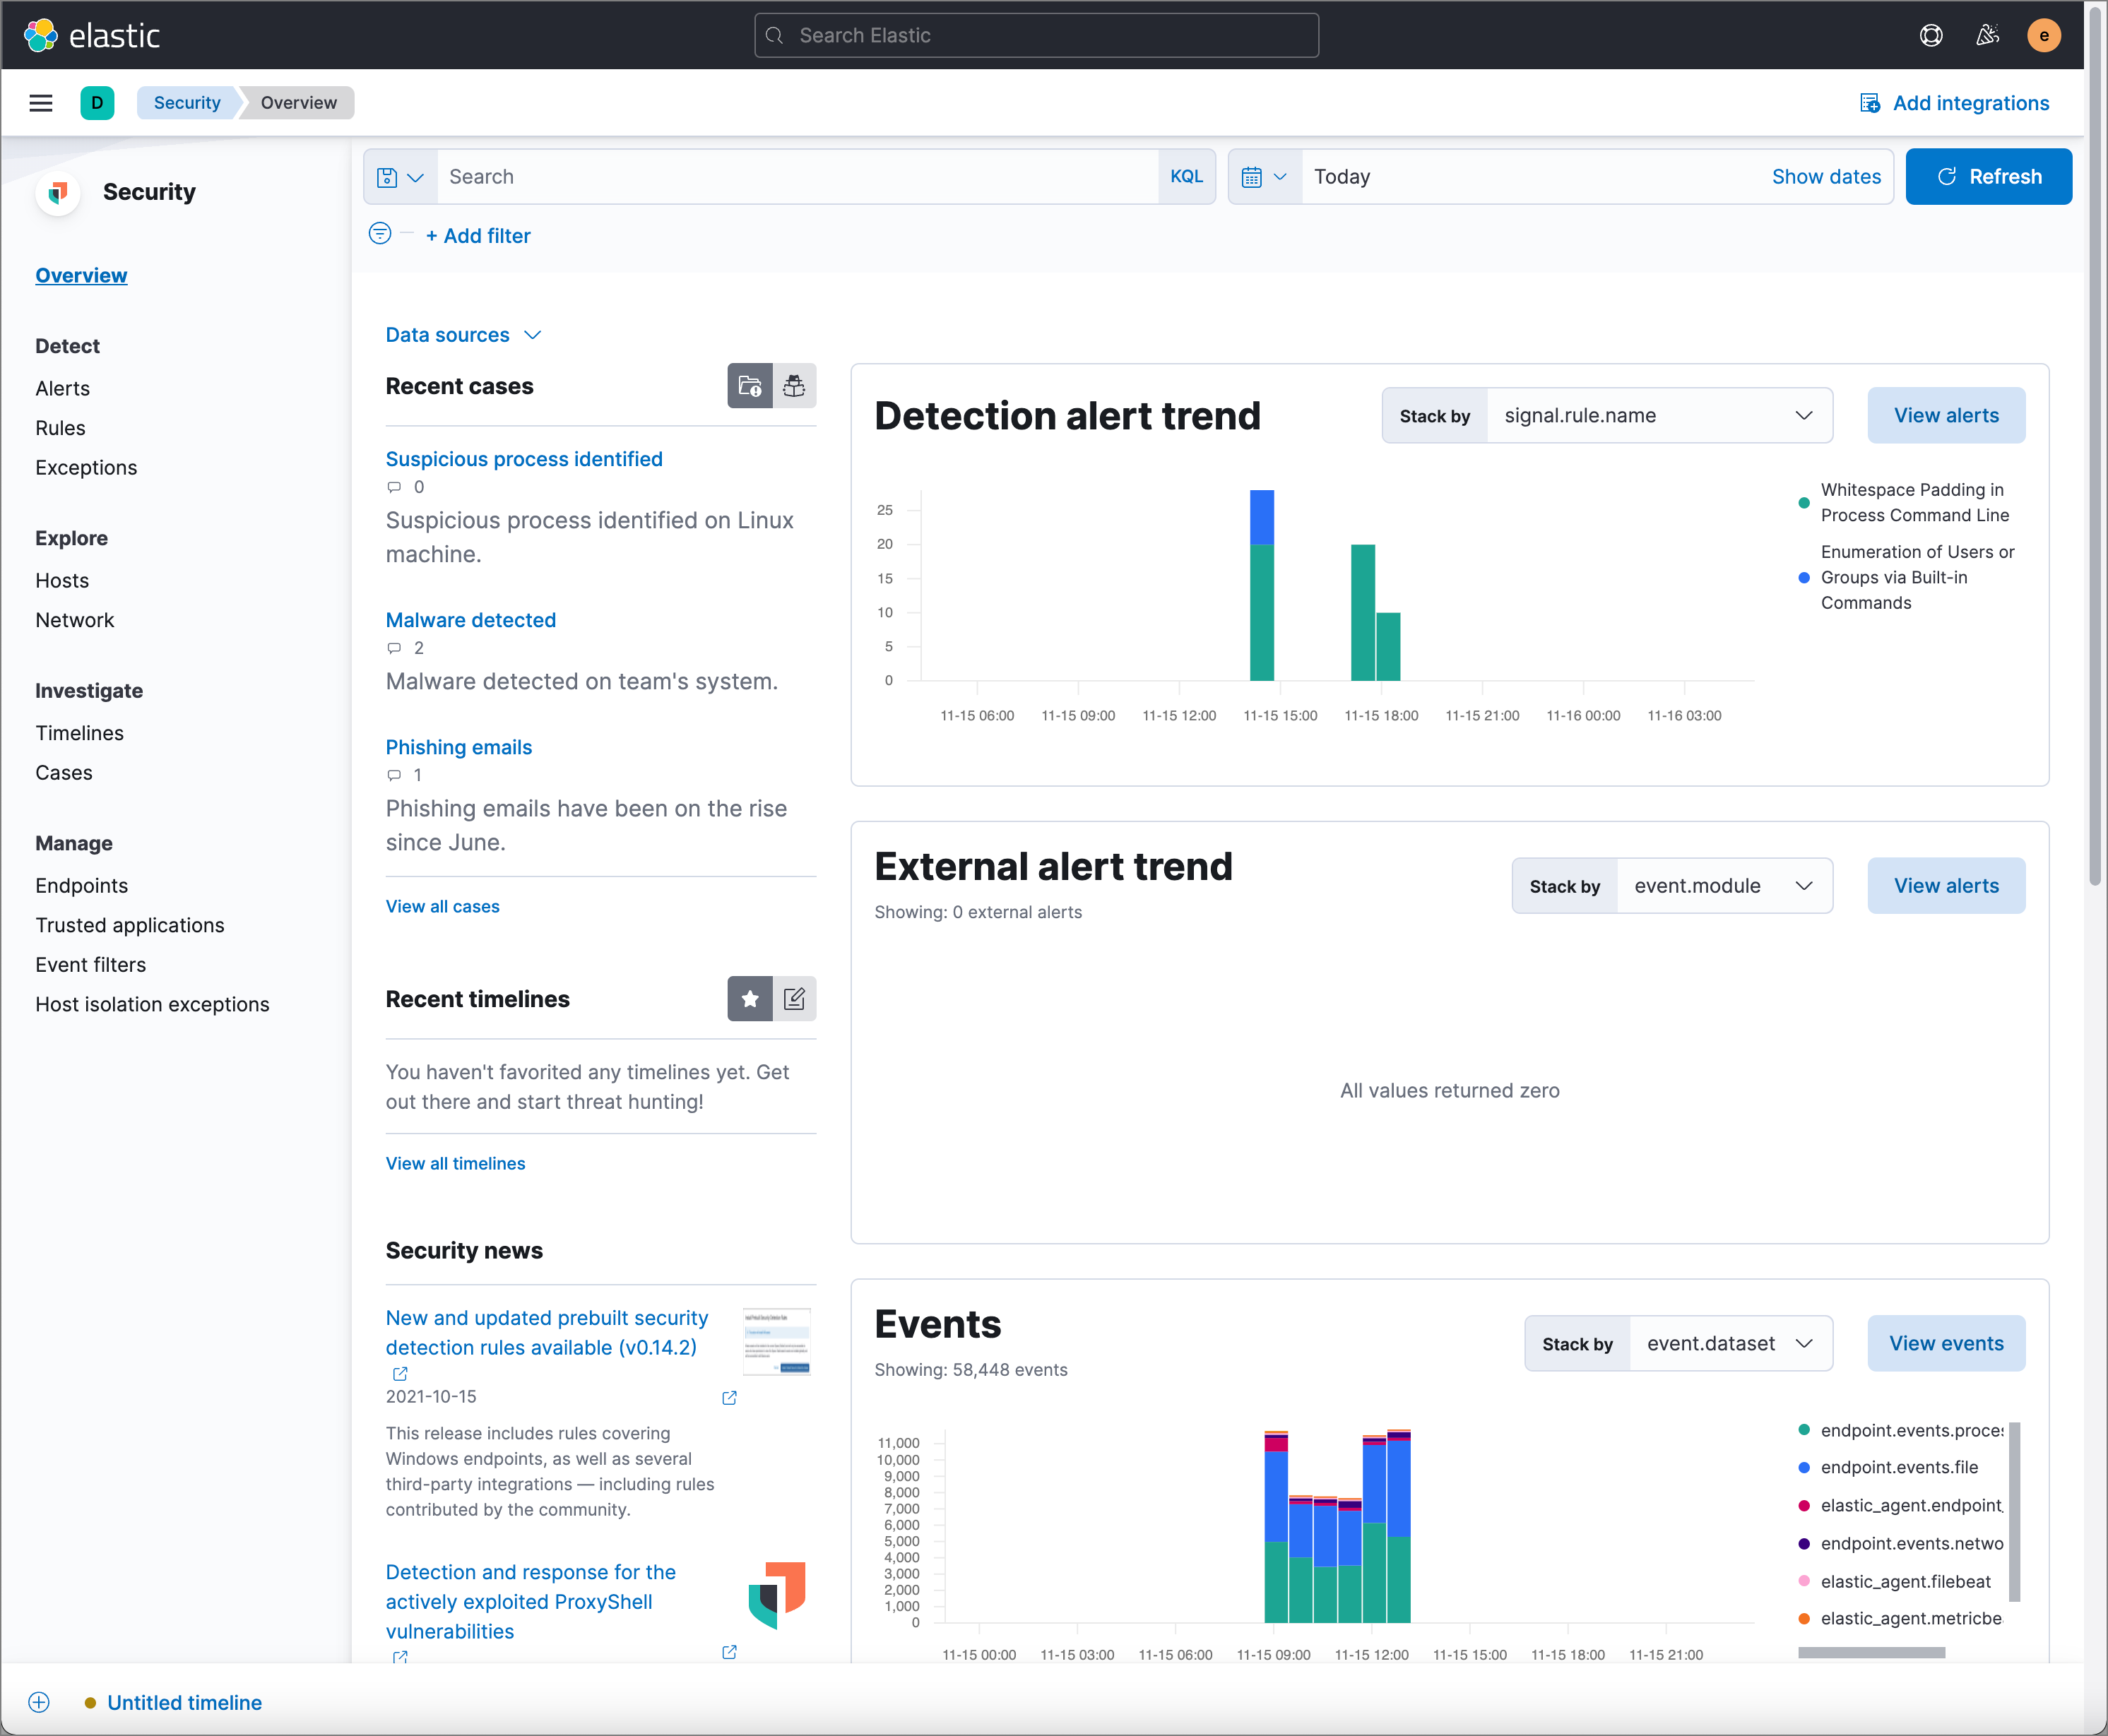 elastic
Search Elastic
e
D
Security
Overview
Add integrations
Security
Overview
Detect
Alerts
Rules
Exceptions
Explore
Hosts
Network
Investigate
Timelines
Cases
Manage
Endpoints
Trusted applications
Event filters
Host isolation exceptions
Search
KQL
Today
Show dates
Refresh
+ Add filter
Data sources
Recent cases
Suspicious process identified
0
Suspicious process identified on Linux
machine.
Malware detected
2
Malware detected on team's system.
Phishing emails
1
Phishing emails have been on the rise
since June.
View all cases
Recent timelines
You haven't favorited any timelines yet. Get
out there and start threat hunting!
View all timelines
Security news
New and updated prebuilt security
detection rules available (v0.14.2)
2021-10-15
This release includes rules covering
Windows endpoints, as well as several
third-party integrations — including rules
contributed by the community.
Detection and response for the
actively exploited ProxyShell
vulnerabilities
Detection alert trend
Stack by
signal.rule.name
View alerts
25
20
15
10
5
0
11-15 06:00
11-15 09:00
11-15 12:00
11-15 15:00
11-15 18:00
11-15 21:00
11-16 00:00
11-16 03:00
Whitespace Padding in
Process Command Line
Enumeration of Users or
Groups via Built-in
Commands
External alert trend
Showing: 0 external alerts
Stack by
event.module
View alerts
All values returned zero
Events
Showing: 58,448 events
Stack by
event.dataset
View events
11,000
10,000
9,000
8,000
7,000
6,000
5,000
4,000
3,000
2,000
1,000
0
11-15 00:00
11-15 03:00
11-15 06:00
11-15 09:00
11-15 12:00
11-15 15:00
11-15 18:00
11-15 21:00
endpoint.events.proces
endpoint.events.file
elastic_agent.endpoint_
endpoint.events.netwo
elastic_agent.filebeat
elastic_agent.metricbe
Untitled timeline